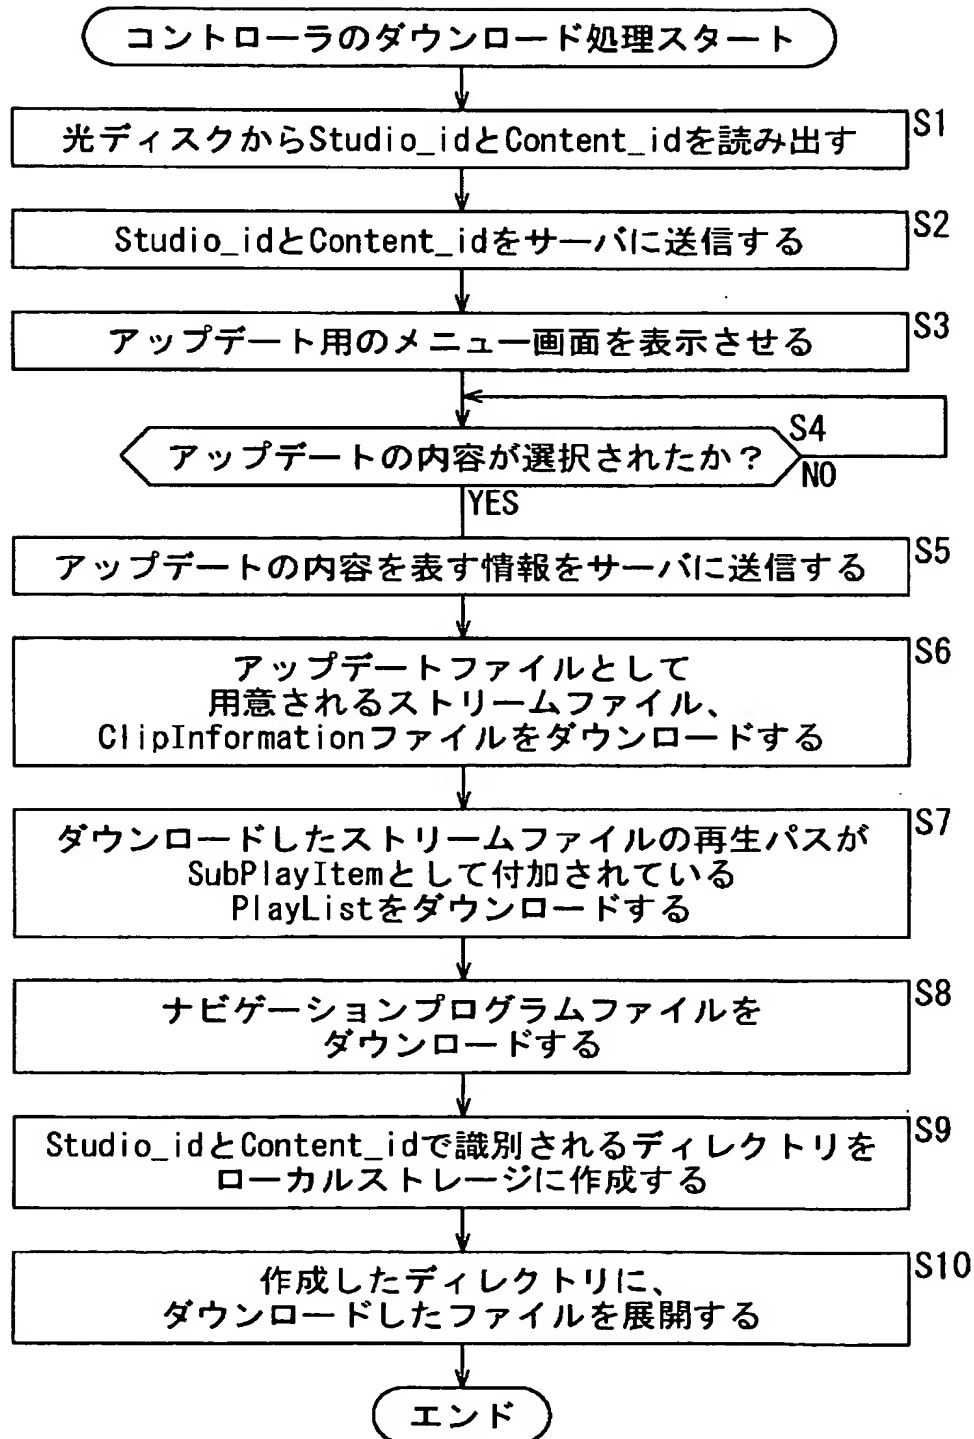 コントローラのダウンロード処理スタート
光ディスクからStudio_idとContent_idを読み出す
S1
Studio_idとContent_idをサーバに送信する
S2
アップデート用のメニュー画面を表示させる
S3
アップデートの内容が選択されたか?
S4
NO
YES
アップデートの内容を表す情報をサーバに送信する
S5
アップデートファイルとして
用意されるストリームファイル、
ClipInformationファイルをダウンロードする
S6
ダウンロードしたストリームファイルの再生パスが
SubPlayItemとして付加されている
PlayListをダウンロードする
S7
ナビゲーションプログラムファイルを
ダウンロードする
S8
Studio_idとContent_idで識別されるディレクトリを
ローカルストレージに作成する
S9
作成したディレクトリに、
ダウンロードしたファイルを展開する
S10
エンド